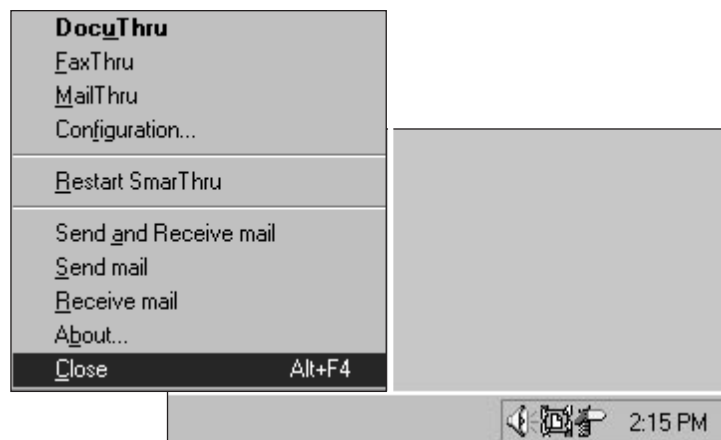 DocuThru
FaxThru
MailThru
Configuration...
Restart SmarThru
Send and Receive mail
Send mail
Receive mail
About...
Close Alt+F4
2:15 PM